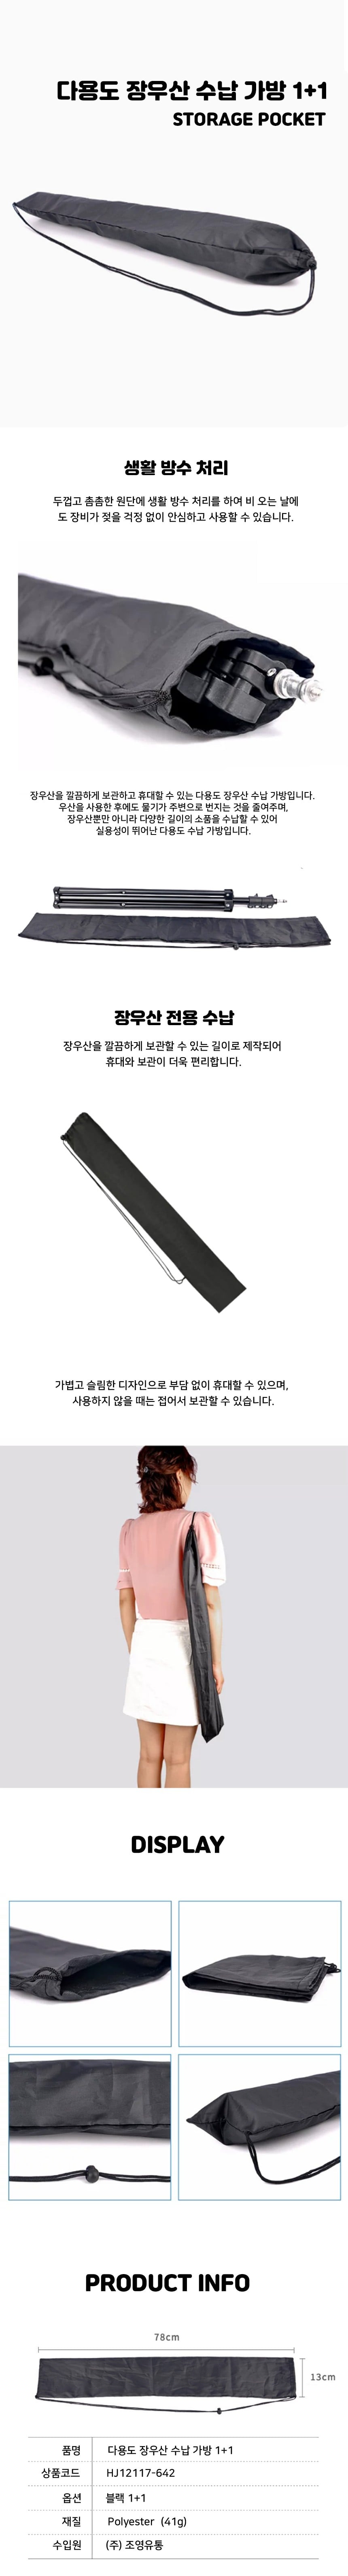 다용도 장우산 수납 가방 1+1
STORAGE POCKET
생활 방수 처리
두껍고 촘촘한 원단에 생활 방수 처리를 하여 비 오는 날에
도 장비가 젖을 걱정 없이 안심하고 사용할 수 있습니다.
장우산을 깔끔하게 보관하고 휴대할 수 있는 다용도 장우산 수납 가방입니다.
우산을 사용한 후에도 물기가 주변으로 번지는 것을 줄여주며,
장우산뿐만 아니라 다양한 길이의 소품을 수납할 수 있어
실용성이 뛰어난 다용도 수납 가방입니다.
장우산 전용 수납
장우산을 깔끔하게 보관할 수 있는 길이로 제작되어
휴대와 보관이 더욱 편리합니다.
가볍고 슬림한 디자인으로 부담 없이 휴대할 수 있으며,
사용하지 않을 때는 접어서 보관할 수 있습니다.
DISPLAY
PRODUCT INFO
78cm
13cm
품명 다용도 장우산 수납 가방 1+1
상품코드 HJ12117-642
옵션 블랙 1+1
재질 Polyester (41g)
수입원 (주) 조영유통